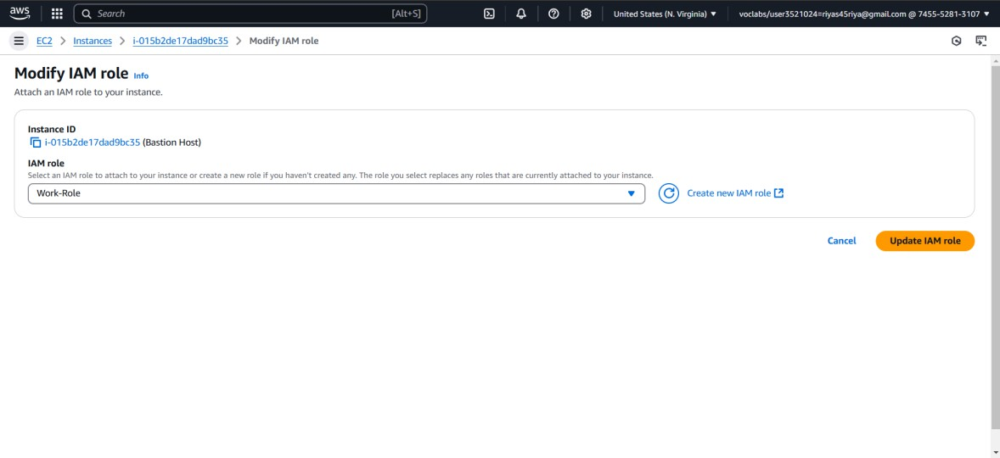 aws
Search [Alt+S] United States (N. Virginia) ▼ voclabs/user3521024=riyas45riya@gmail.com @ 7455-5281-3107 ▼
EC2 > Instances > i-015b2de17dad9bc35 > Modify IAM role
Modify IAM role Info
Attach an IAM role to your instance.
Instance ID
i-015b2de17dad9bc35 (Bastion Host)
IAM role
Select an IAM role to attach to your instance or create a new role if you haven't created any. The role you select replaces any roles that are currently attached to your instance.
Work-Role ▼ Create new IAM role
Cancel Update IAM role